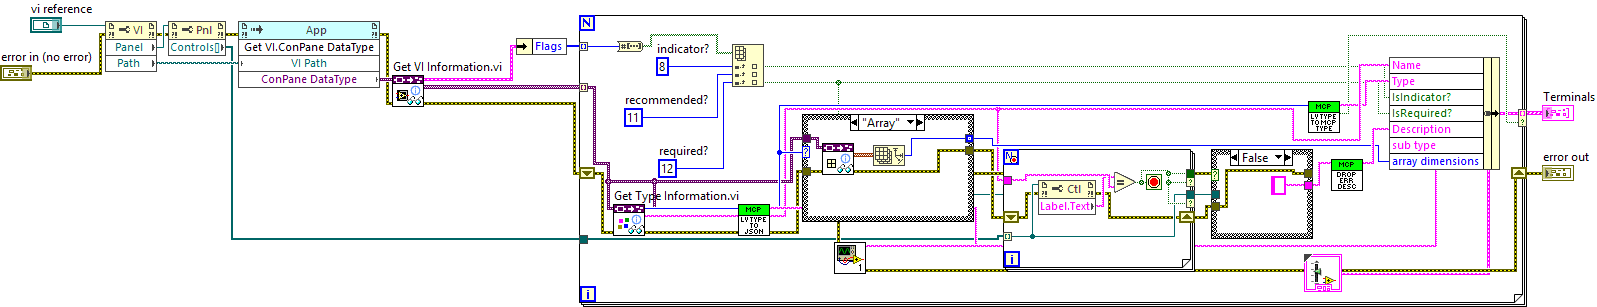 vi reference
error in (no error)
VI
Panel
Path
Pnl
Controls[]
App
Get VI.ConPane DataType
VI Path
ConPane DataType
Get VI Information.vi
Flags
N
indicator?
8
recommended?
11
required?
12
Get Type Information.vi
MCP
LVTYPE
TO
JSON
"Array"
1
N
Ctl
Label.Text
=
i
False
MCP
LVTYPE
TO MCP
TYPE
MCP
DROP
ERR
DESC
Name
Type
IsIndicator?
IsRequired?
Description
sub type
array dimensions
Terminals
error out
i